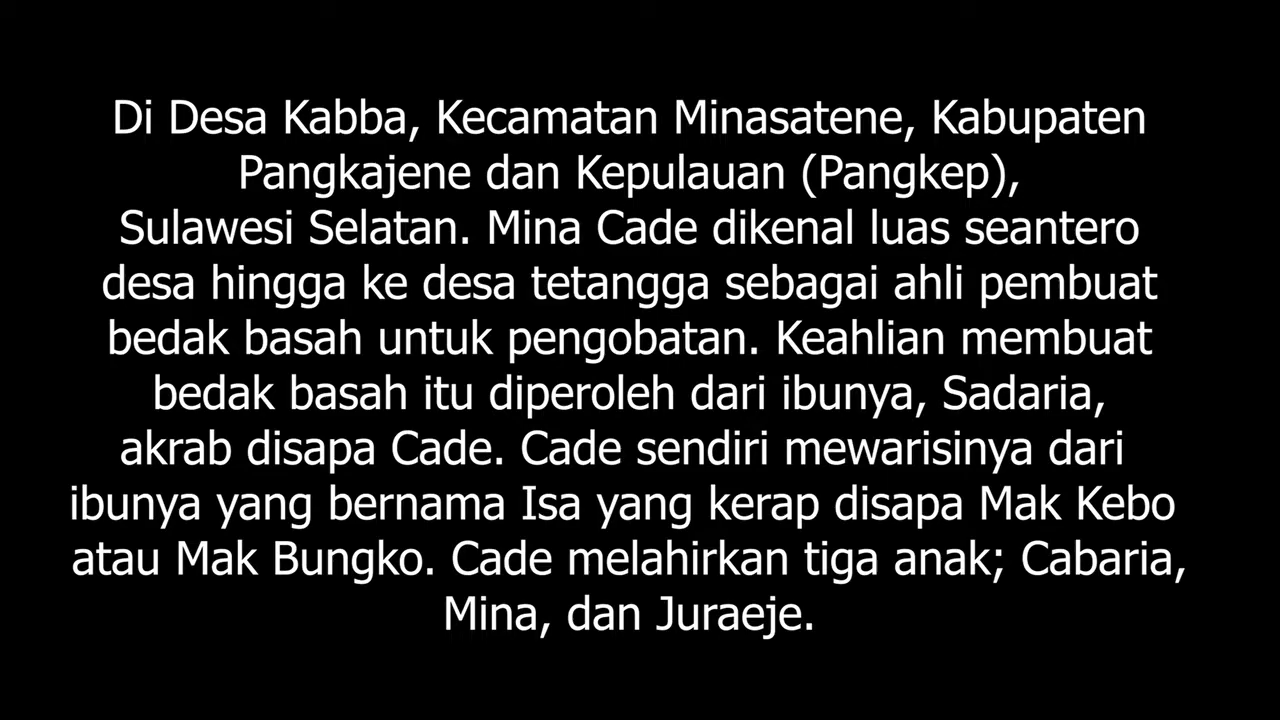 Di Desa Kabba, Kecamatan Minasatene, Kabupaten
Pangkajene dan Kepulauan (Pangkep),
Sulawesi Selatan. Mina Cade dikenal luas seantero
desa hingga ke desa tetangga sebagai ahli pembuat
bedak basah untuk pengobatan. Keahlian membuat
bedak basah itu diperoleh dari ibunya, Sadaria,
akrab disapa Cade. Cade sendiri mewarisinya dari
ibunya yang bernama Isa yang kerap disapa Mak Kebo
atau Mak Bungko. Cade melahirkan tiga anak; Cabaria,
Mina, dan Juraeje.